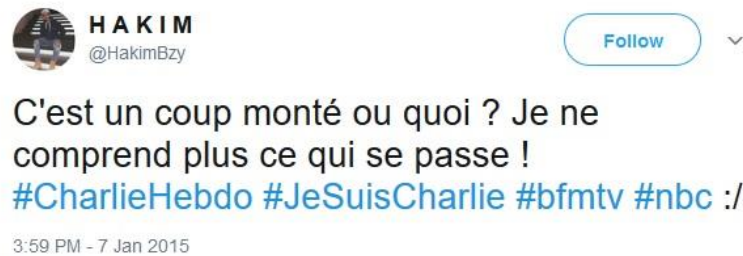 HAKIM
@HakimBzy
Follow
C'est un coup monté ou quoi ? Je ne
comprend plus ce qui se passe !
#CharlieHebdo #JeSuisCharlie #bfmtv #nbc :/
3:59 PM - 7 Jan 2015